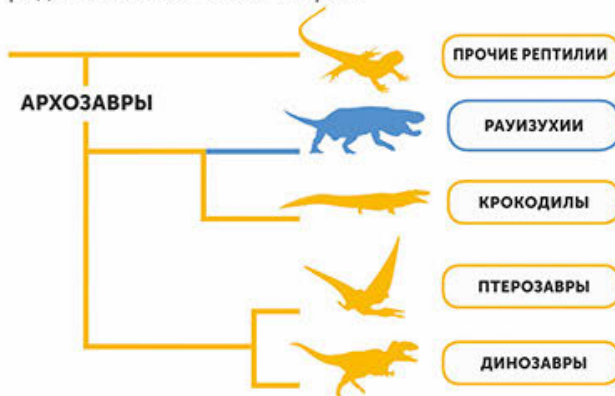 ПРОЧИЕ РЕПТИЛИИ
АРХОЗАВРЫ
РАУИЗУХИИ
КРОКОДИЛЫ
ПТЕРОЗАВРЫ
ДИНОЗАВРЫ